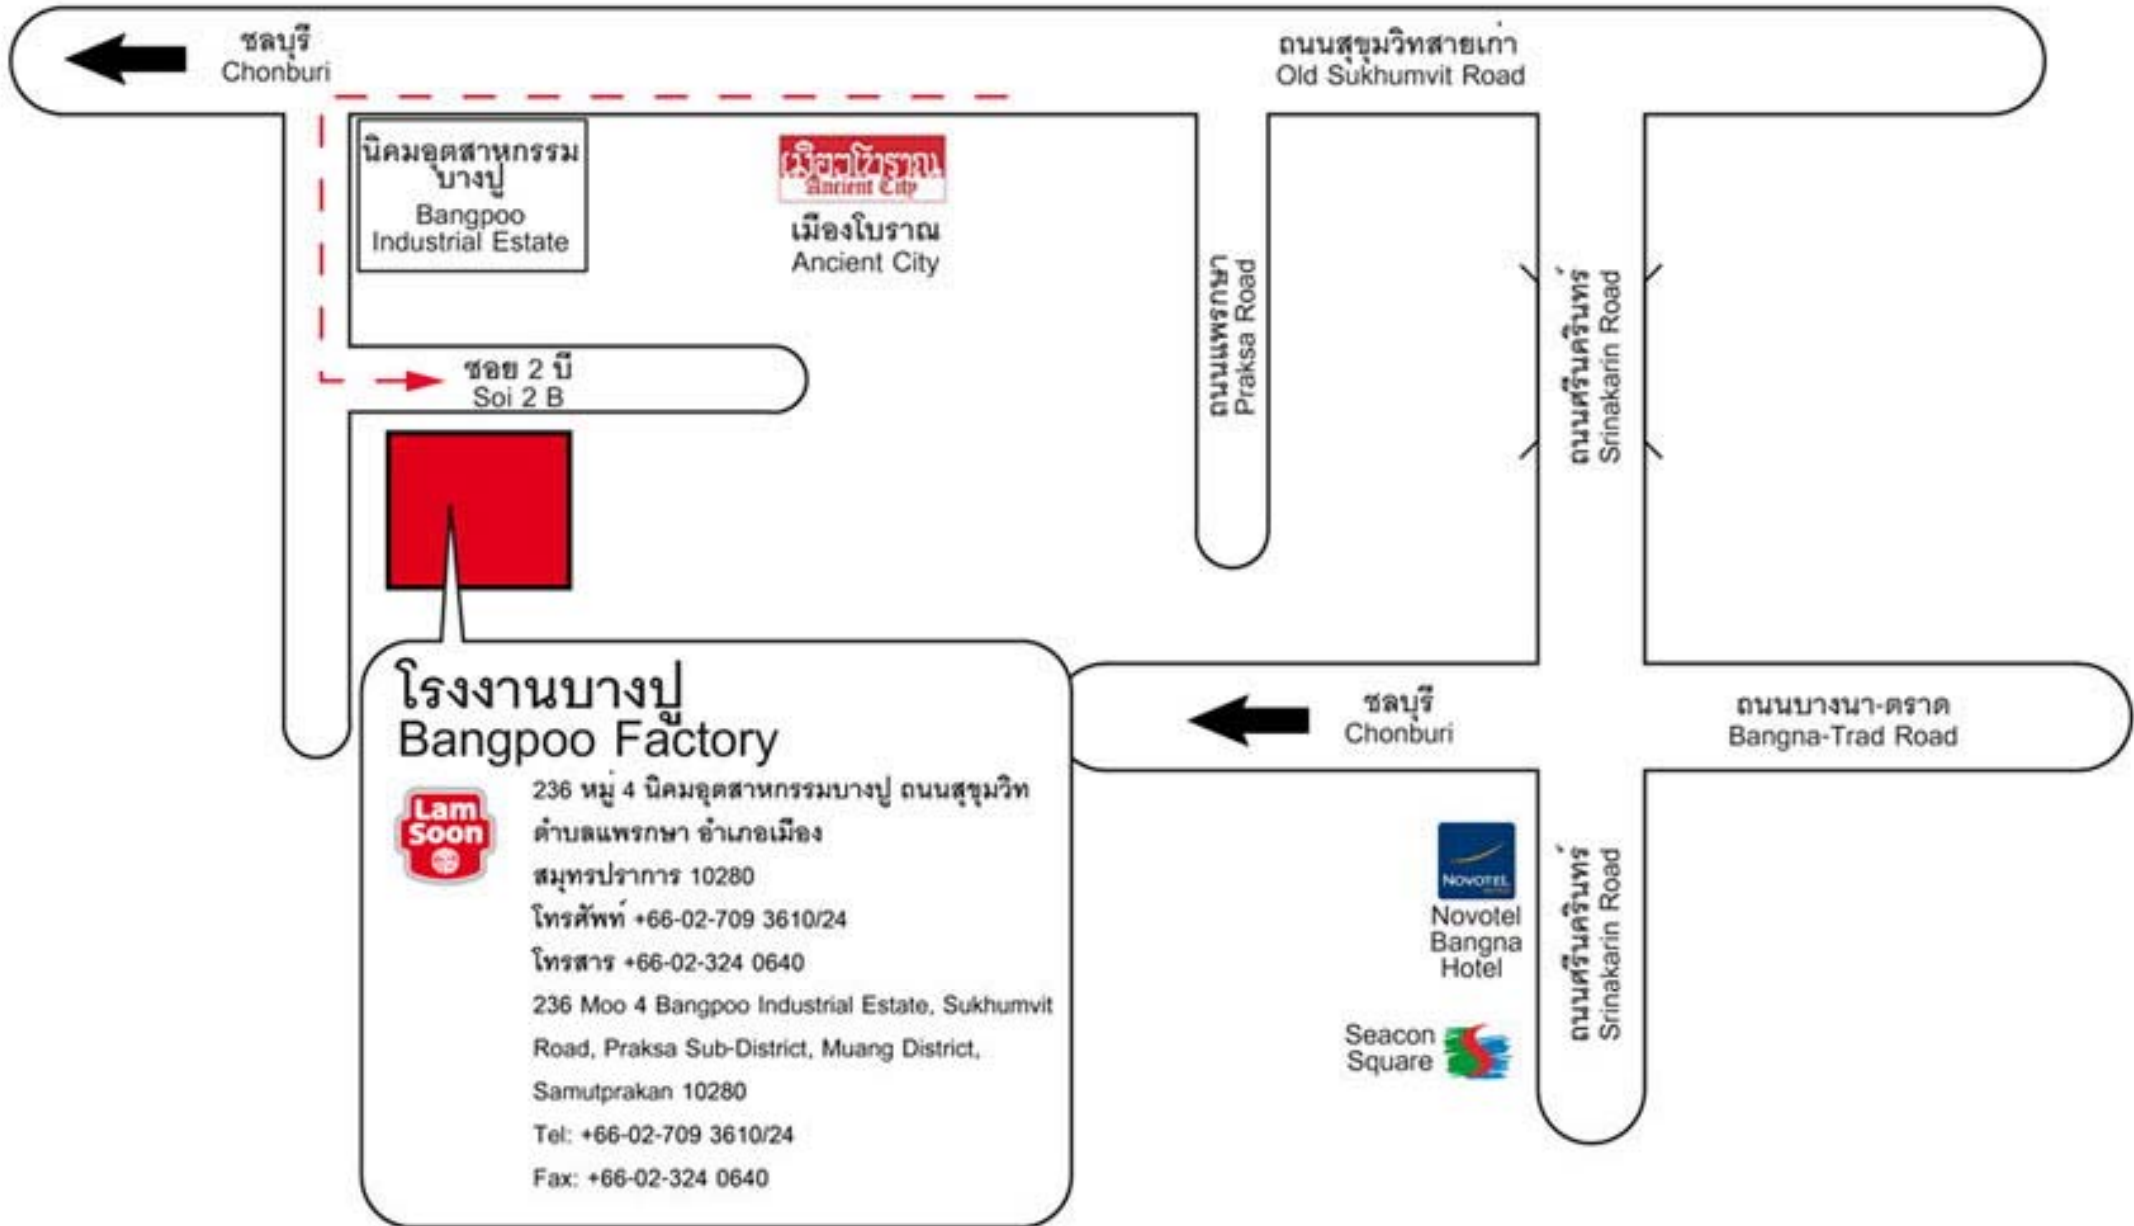 ชลบุรี
Chonburi
ถนนสุขุมวิทสายเก่า
Old Sukhumvit Road
นิคมอุตสาหกรรม
บางปู
Bangpoo
Industrial Estate
เมืองโบราณ
Ancient City
เมืองโบราณ
Ancient City
ถนนแพรกษา
Praksa Road
ถนนศรีนครินทร์
Srinakarin Road
ซอย 2 บี
Soi 2 B
โรงงานบางปู
Bangpoo Factory
Lam
Soon
236 หมู่ 4 นิคมอุตสาหกรรมบางปู ถนนสุขุมวิท
ตำบลแพรกษา อำเภอเมือง
สมุทรปราการ 10280
โทรศัพท์ +66-02-709 3610/24
โทรสาร +66-02-324 0640
236 Moo 4 Bangpoo Industrial Estate, Sukhumvit
Road, Praksa Sub-District, Muang District,
Samutprakan 10280
Tel: +66-02-709 3610/24
Fax: +66-02-324 0640
ชลบุรี
Chonburi
ถนนบางนา-ตราด
Bangna-Trad Road
NOVOTEL
Novotel
Bangna
Hotel
Seacon
Square
ถนนศรีนครินทร์
Srinakarin Road